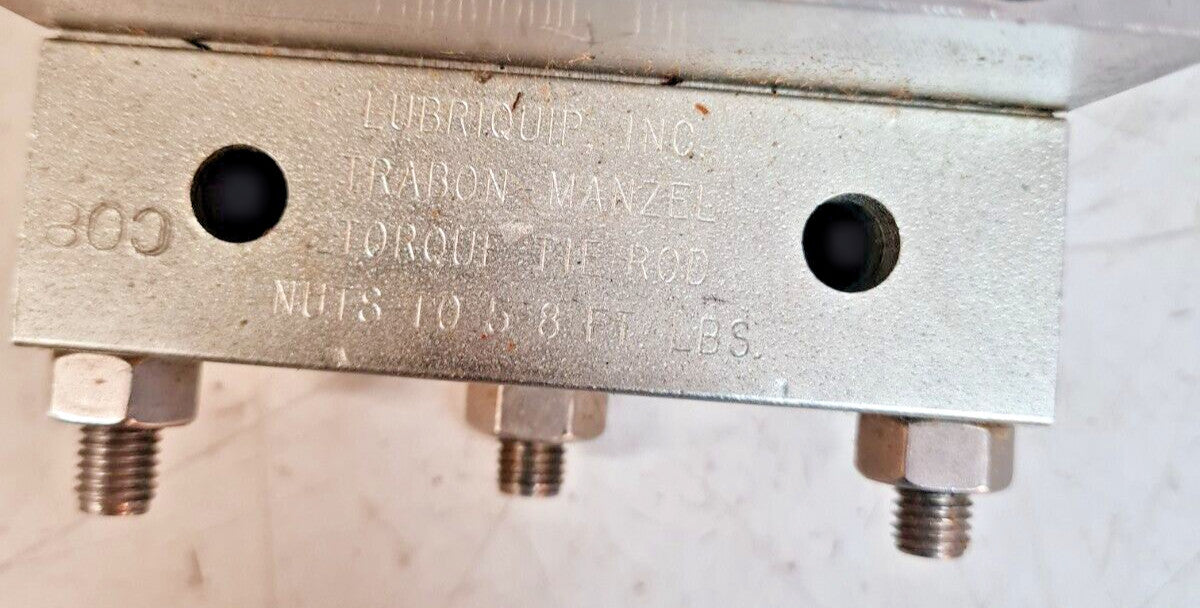 LUBRIQUIP, INC.
TRABON MANZEL
TORQUE TIE ROD
NUTS TO 5-8 FT. LBS.